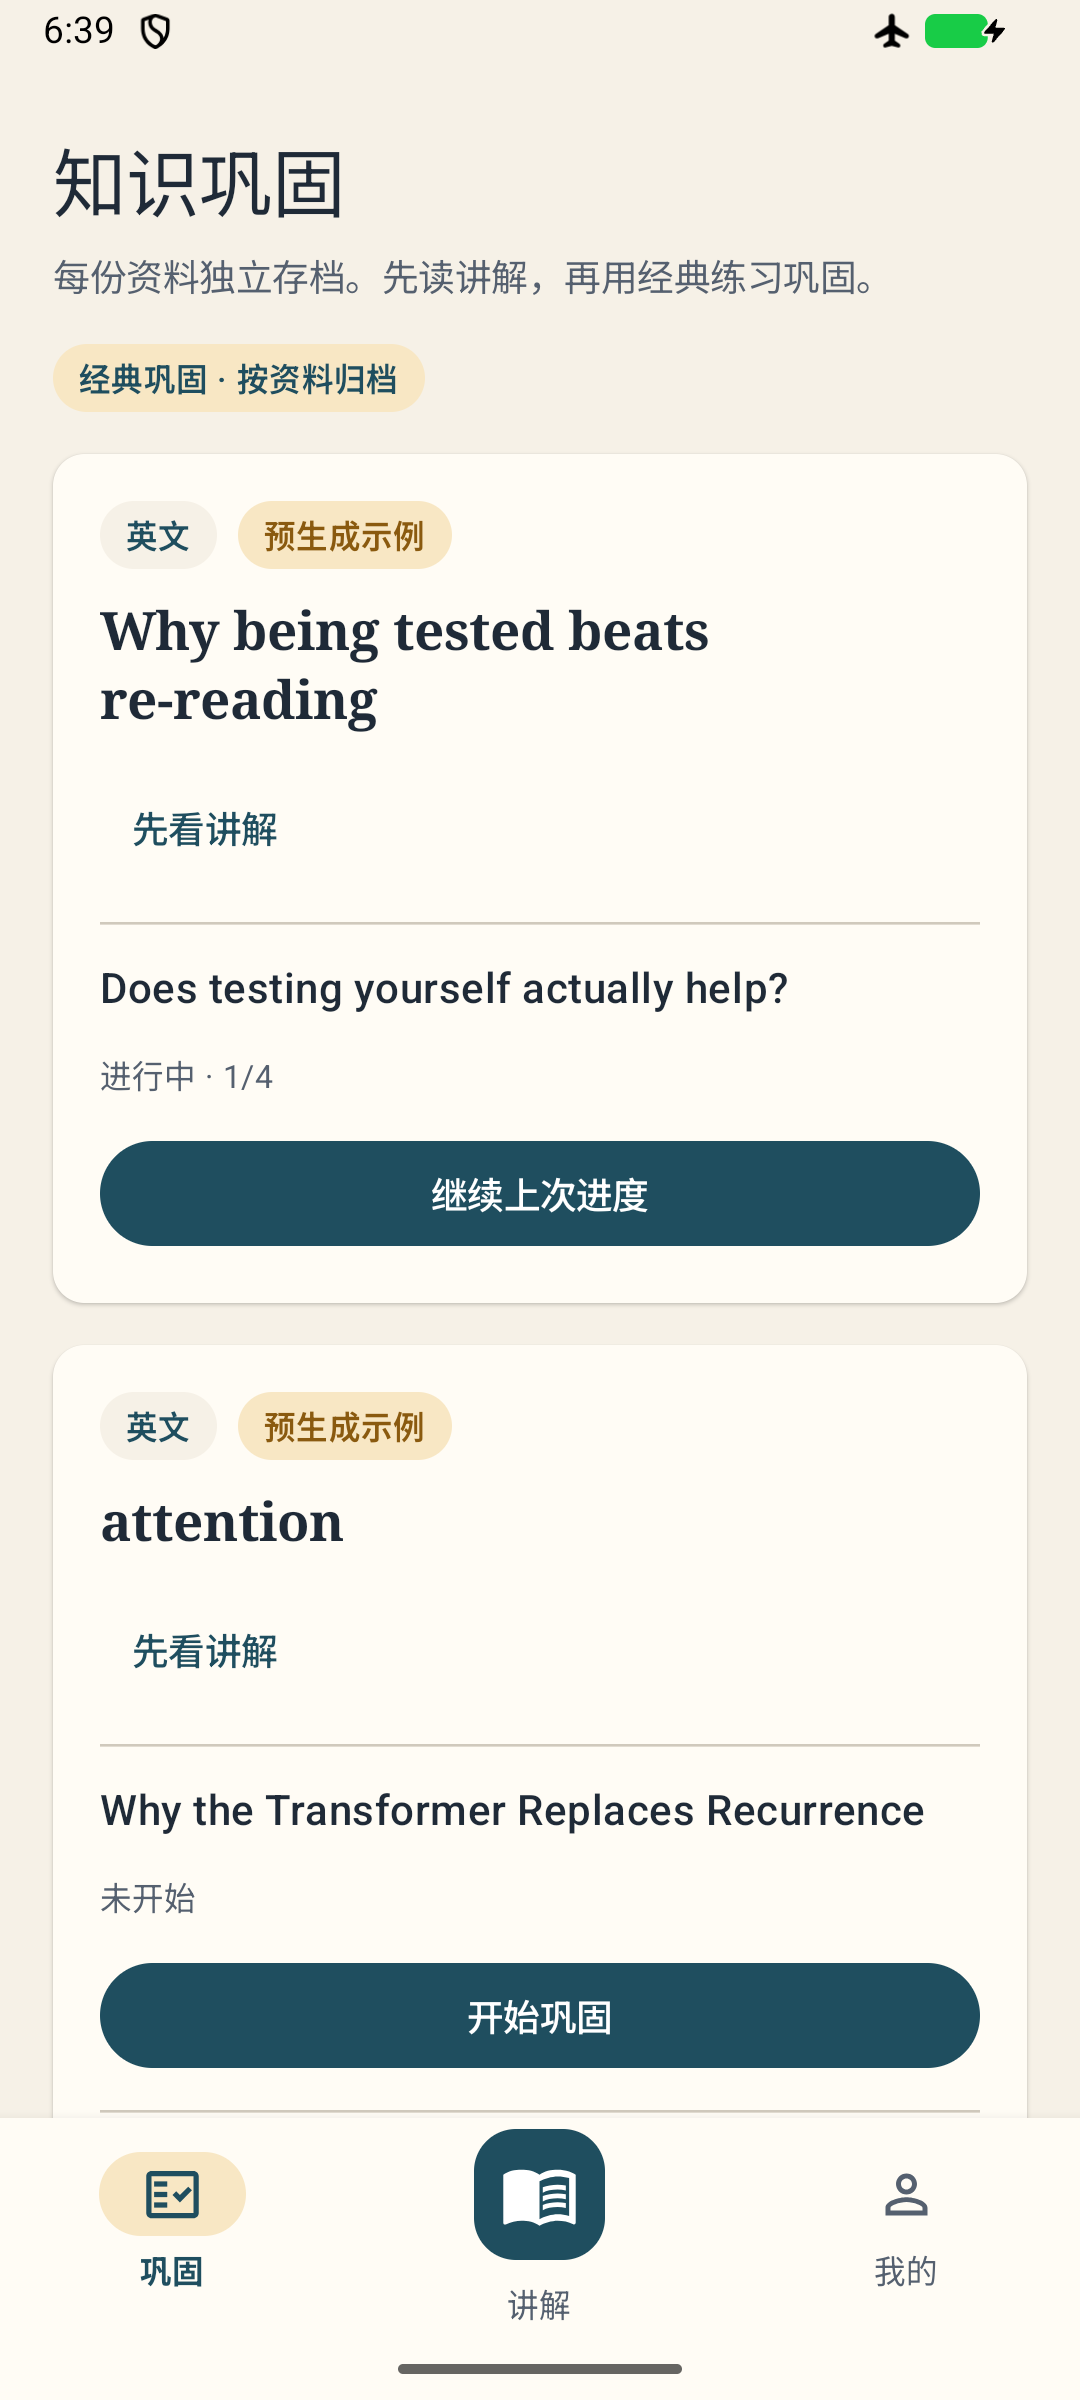 6:39
知识巩固
每份资料独立存档。先读讲解，再用经典练习巩固。
经典巩固 · 按资料归档
英文 预生成示例
Why being tested beats
re-reading
先看讲解
Does testing yourself actually help?
进行中 · 1/4
继续上次进度
英文 预生成示例
attention
先看讲解
Why the Transformer Replaces Recurrence
未开始
开始巩固
巩固 讲解 我的